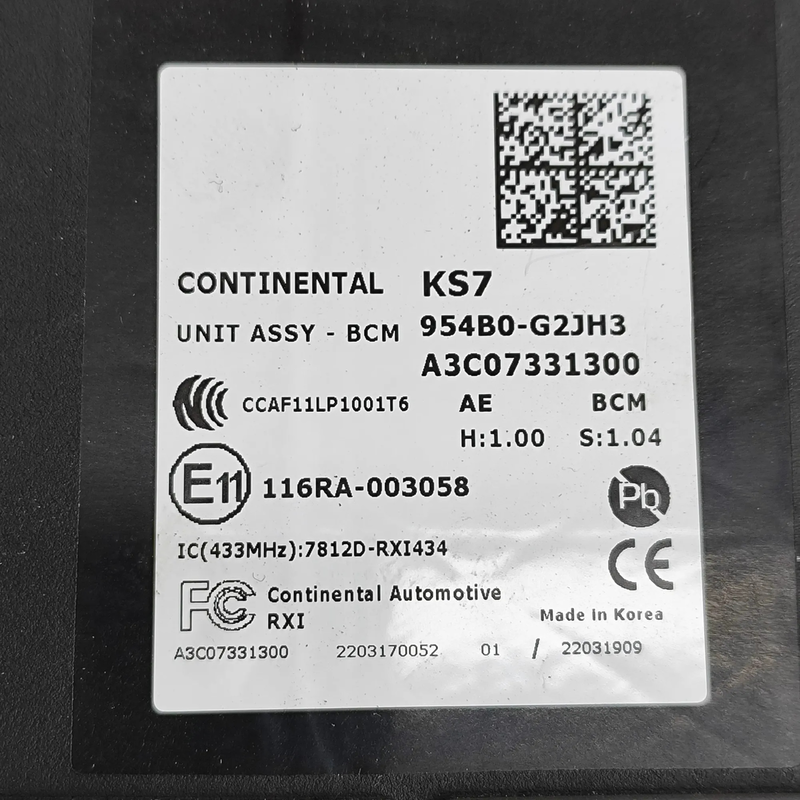 CONTINENTAL KS7
UNIT ASSY - BCM 954B0-G2JH3
A3C07331300
CCAF11LP1001T6 AE BCM
H:1.00 S:1.04
E11 116RA-003058
Pb
IC(433MHz):7812D-RXI434
CE
FC Continental Automotive
RXI
Made in Korea
A3C07331300 2203170052 01 / 22031909